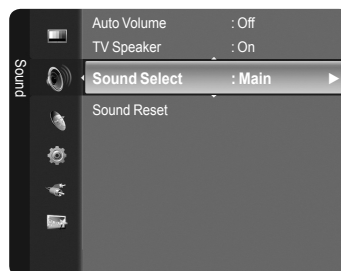 Sound
Auto Volume : Off
TV Speaker : On
Sound Select : Main
Sound Reset